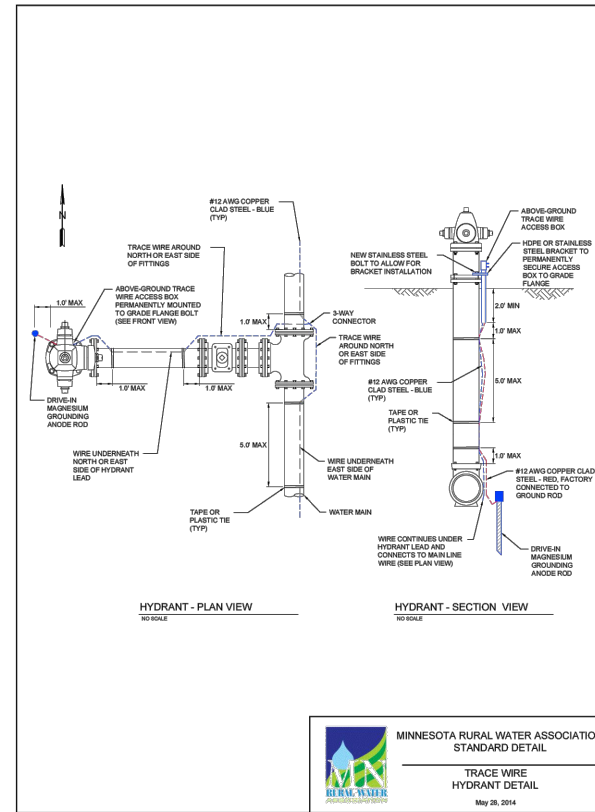 #12 AWG COPPER
CLAD STEEL - BLUE
(TYP)
N
TRACE WIRE AROUND
NORTH OR EAST SIDE
OF FITTINGS
ABOVE-GROUND TRACE
WIRE ACCESS BOX
PERMANENTLY MOUNTED
TO GRADE FLANGE BOLT
(SEE FRONT VIEW)
1.0' MAX
1.0' MAX
3-WAY
CONNECTOR
TRACE WIRE
AROUND NORTH
OR EAST SIDE
OF FITTINGS
1.0' MAX
1.0' MAX
DRIVE-IN
MAGNESIUM
GROUNDING
ANODE ROD
WIRE UNDERNEATH
NORTH OR EAST
SIDE OF HYDRANT
LEAD
5.0' MAX
WIRE UNDERNEATH
EAST SIDE OF
WATER MAIN
TAPE OR
PLASTIC TIE
(TYP)
WATER MAIN
HYDRANT - PLAN VIEW
NO SCALE
ABOVE-GROUND
TRACE WIRE
ACCESS BOX
NEW STAINLESS STEEL
BOLT TO ALLOW FOR
BRACKET INSTALLATION
HDPE OR STAINLESS
STEEL BRACKET TO
PERMANENTLY
SECURE ACCESS
BOX TO GRADE
FLANGE
2.0' MIN
1.0' MAX
#12 AWG COPPER
CLAD STEEL - BLUE
(TYP)
5.0' MAX
TAPE OR
PLASTIC TIE
(TYP)
1.0' MAX
#12 AWG COPPER CLAD
STEEL - RED, FACTORY
CONNECTED TO
GROUND ROD
WIRE CONTINUES UNDER
HYDRANT LEAD AND
CONNECTS TO MAIN LINE
WIRE (SEE PLAN VIEW)
DRIVE-IN
MAGNESIUM
GROUNDING
ANODE ROD
HYDRANT - SECTION VIEW
NO SCALE
MN
RURAL WATER
ASSOCIATION
MINNESOTA RURAL WATER ASSOCIATIO
STANDARD DETAIL
TRACE WIRE
HYDRANT DETAIL
May 28, 2014